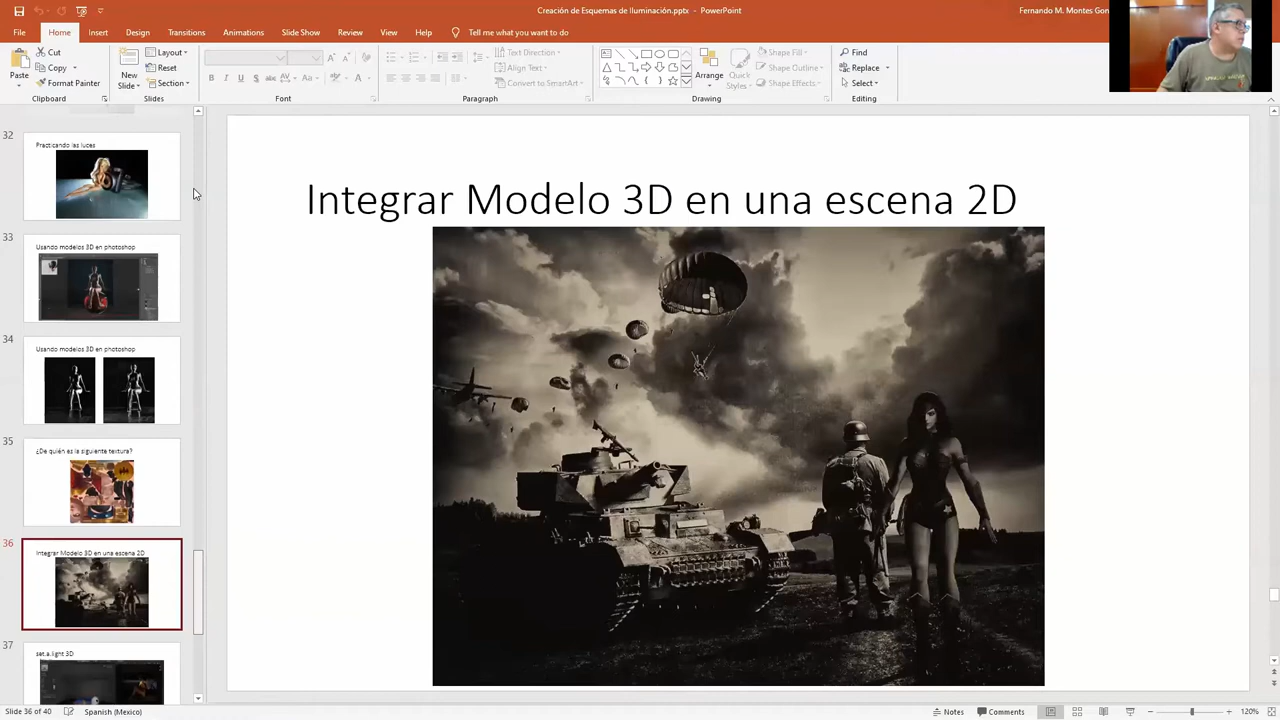 Creación de Esquemas de Iluminación.pptx - PowerPoint
Fernando M. Montes Gon
File Home Insert Design Transitions Animations Slide Show Review View Help Tell me what you want to do
Paste
Cut
Copy
Format Painter
Clipboard
New
Slide
Layout
Reset
Section
Slides
Font
Text Direction
Align Text
Convert to SmartArt
Paragraph
Arrange
Quick
Styles
Shape Fill
Shape Outline
Shape Effects
Drawing
Find
Replace
Select
Editing
32
Practicando las luces
33
Usando modelos 3D en photoshop
34
Usando modelos 3D en photoshop
35
¿De quién es la siguiente textura?
36
Integrar Modelo 3D en una escena 2D
37
set.a.light 3D
Integrar Modelo 3D en una escena 2D
Slide 36 of 40 Spanish (Mexico) Notes Comments 120%